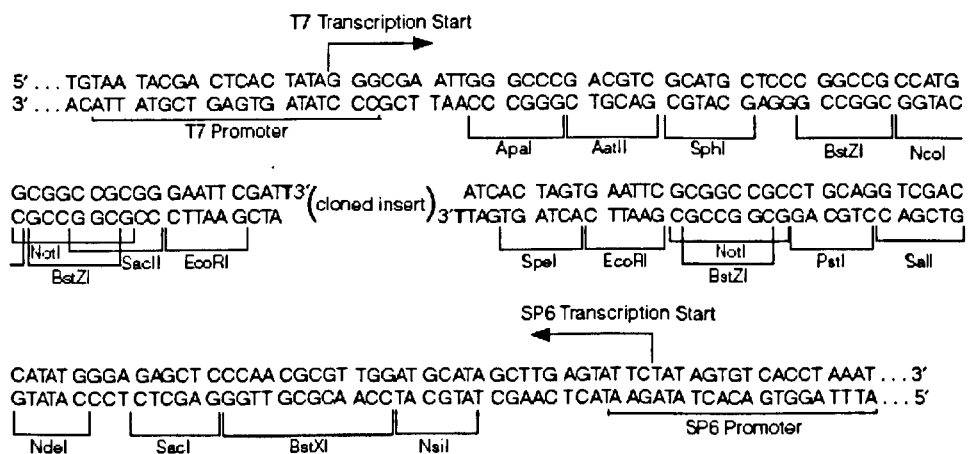 T7 Transcription Start
5' ... TGTAA TACGA CTCAC TATAG GGCGA ATTGG GCCCG ACGTC GCATG CTCCC GGCCG CCATG
3' ... ACATT ATGCT GAGTG ATATC CCGCT TAACC CGGGC TGCAG CGTAC GAGGG CCGGC GGTAC
T7 Promoter
ApaI AatII SphI BstZI NcoI
GCGGC CGCGG GAATT CGATT3' (cloned insert) ATCAC TAGTG AATTC GCGGC CGCCT GCAGG TCGAC
CGCCG GCGCC CTTAA GCTA 3'TTAGTG ATCAC TTAAG CGCCG GCGGA CGTCC AGCTG
NotI SacII EcoRI SpeI EcoRI NotI PstI SalI
BstZI BstZI
SP6 Transcription Start
CATAT GGGA GAGCTC CCAA CGCGT TGGAT GCATA GCTTG AGTAT TCTAT AGTGT CACCT AAAT ... 3'
GTATA CCCT CTCGAG GGTT GCGCA ACCTA CGTAT CGAAC TCATA AGATA TCACA GTGGA TTTA ... 5'
NdeI SacI BstXI NsiI SP6 Promoter